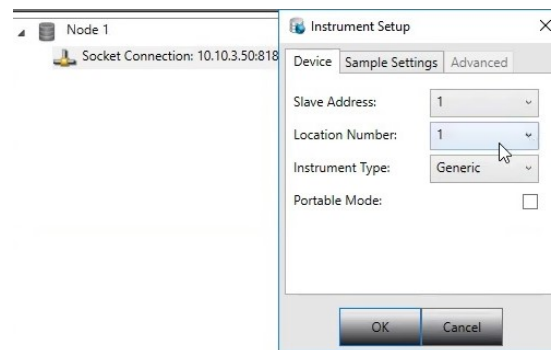 Node 1
Socket Connection: 10.10.3.50:818
Instrument Setup
Device Sample Settings Advanced
Slave Address: 1
Location Number: 1
Instrument Type: Generic
Portable Mode:
OK Cancel